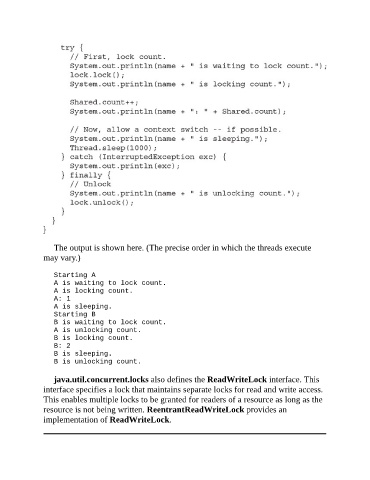 try {
// First, lock count.
System.out.println(name + " is waiting to lock count.");
lock.lock();
System.out.println(name + " is locking count.");
Shared.count++;
System.out.println(name + ": " + Shared.count);
// Now, allow a context switch -- if possible.
System.out.println(name + " is sleeping.");
Thread.sleep(1000);
} catch (InterruptedException exc) {
System.out.println(exc);
} finally {
// Unlock
System.out.println(name + " is unlocking count.");
lock.unlock();
}
}
}
The output is shown here. (The precise order in which the threads execute
may vary.)
Starting A
A is waiting to lock count.
A is locking count.
A: 1
A is sleeping.
Starting B
B is waiting to lock count.
A is unlocking count.
B is locking count.
B: 2
B is sleeping.
B is unlocking count.
java.util.concurrent.locks also defines the ReadWriteLock interface. This
interface specifies a lock that maintains separate locks for read and write access.
This enables multiple locks to be granted for readers of a resource as long as the
resource is not being written. ReentrantReadWriteLock provides an
implementation of ReadWriteLock.